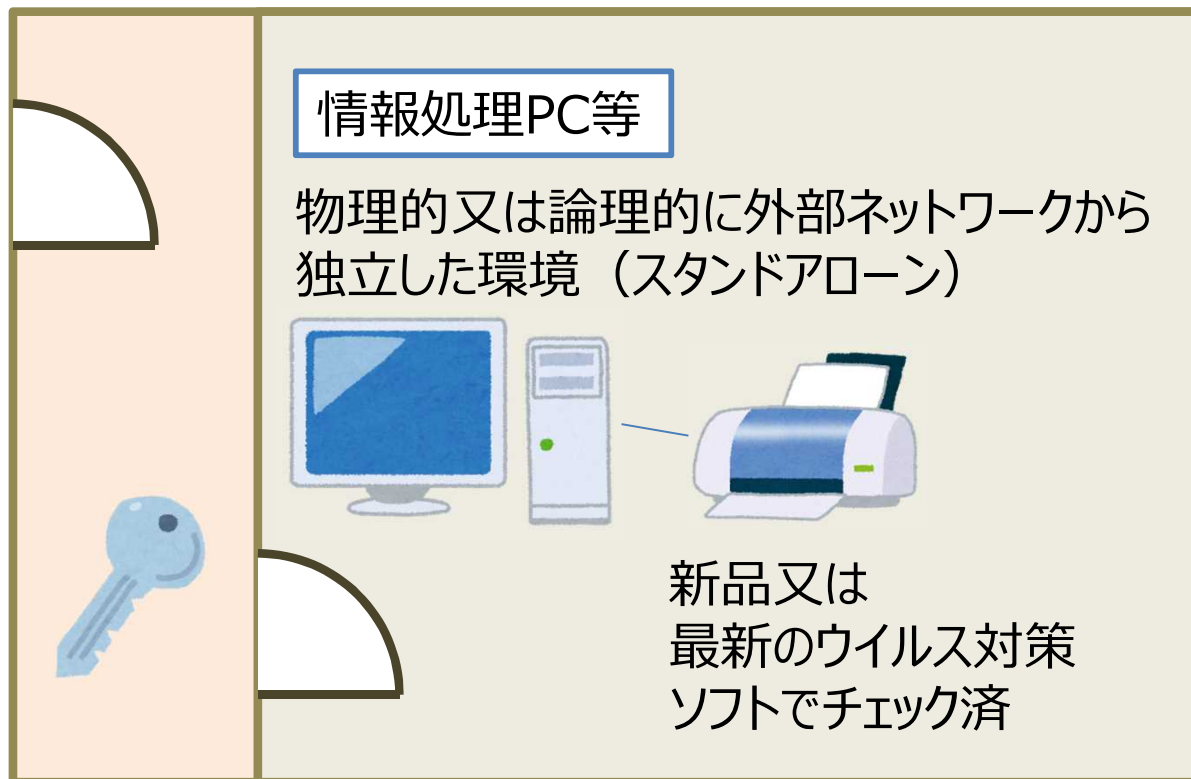 情報処理PC等
物理的又は論理的に外部ネットワークから
独立した環境（スタンドアローン）
新品又は
最新のウイルス対策
ソフトでチェック済